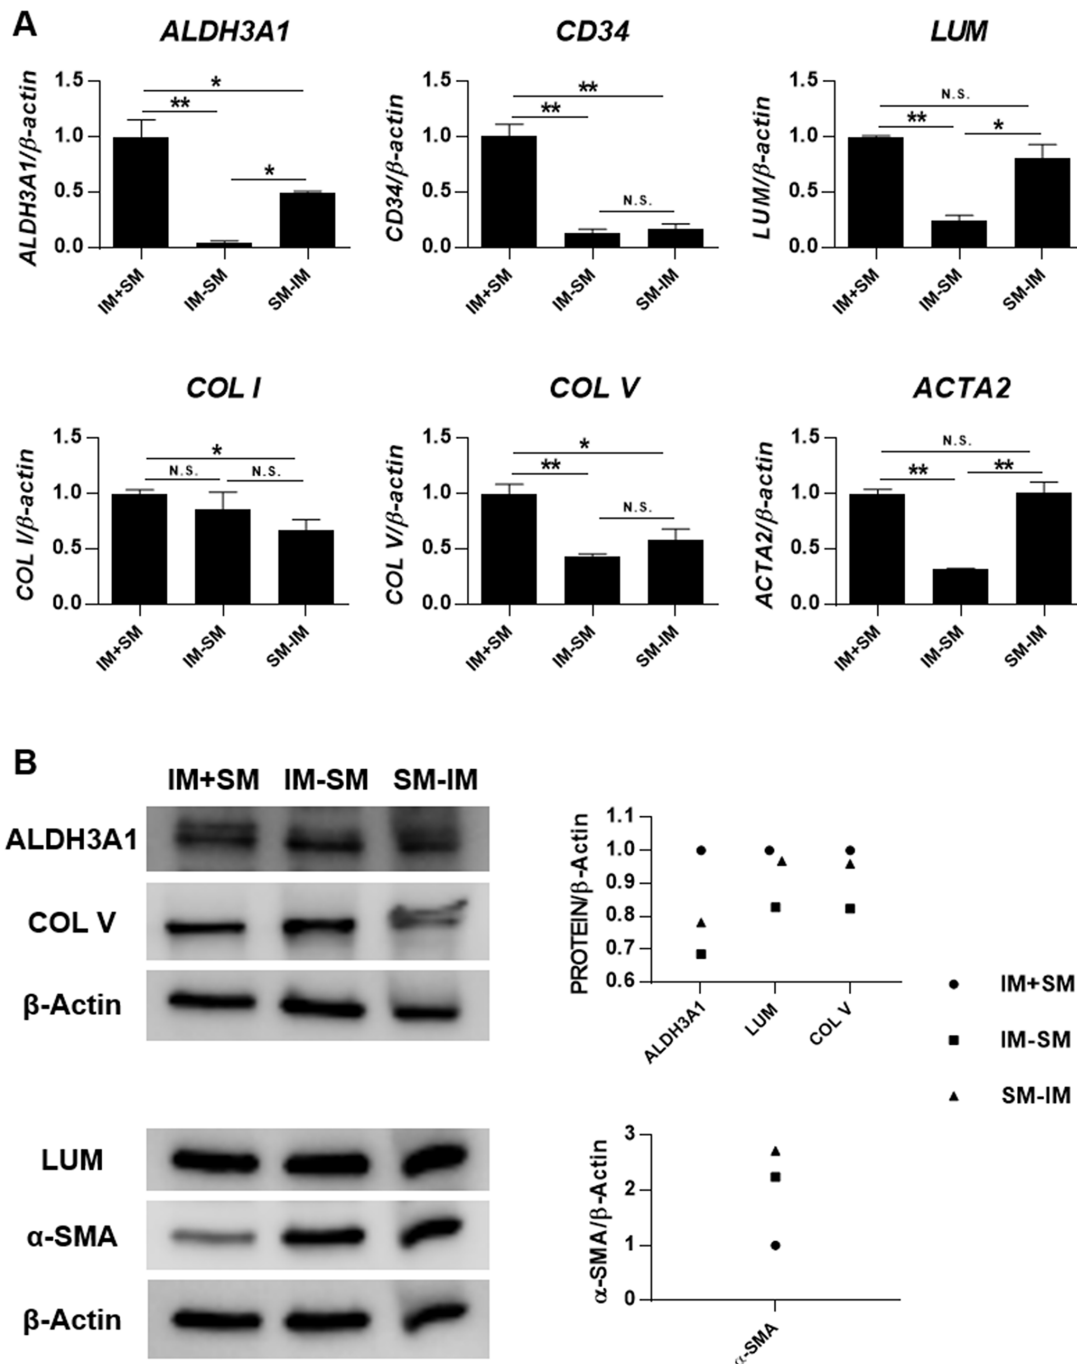 A
ALDH3A1
CD34
LUM
ALDH3A1/β-actin
1.5
1.0
0.5
0.0
*
**
*
IM+SM
IM-SM
SM-IM
CD34/β-actin
1.5
1.0
0.5
0.0
**
**
N.S.
IM+SM
IM-SM
SM-IM
LUM/β-actin
1.5
1.0
0.5
0.0
N.S.
**
*
IM+SM
IM-SM
SM-IM
COL I
COL V
ACTA2
COL I/β-actin
1.5
1.0
0.5
0.0
*
N.S.
N.S.
IM+SM
IM-SM
SM-IM
COL V/β-actin
1.5
1.0
0.5
0.0
*
**
N.S.
IM+SM
IM-SM
SM-IM
ACTA2/β-actin
1.5
1.0
0.5
0.0
N.S.
**
**
IM+SM
IM-SM
SM-IM
B
IM+SM IM-SM SM-IM
ALDH3A1
COL V
β-Actin
LUM
α-SMA
β-Actin
PROTEIN/β-Actin
1.1
1.0
0.9
0.8
0.7
0.6
ALDH3A1
LUM
COL V
IM+SM
IM-SM
SM-IM
α-SMA/β-Actin
3
2
1
0
α-SMA